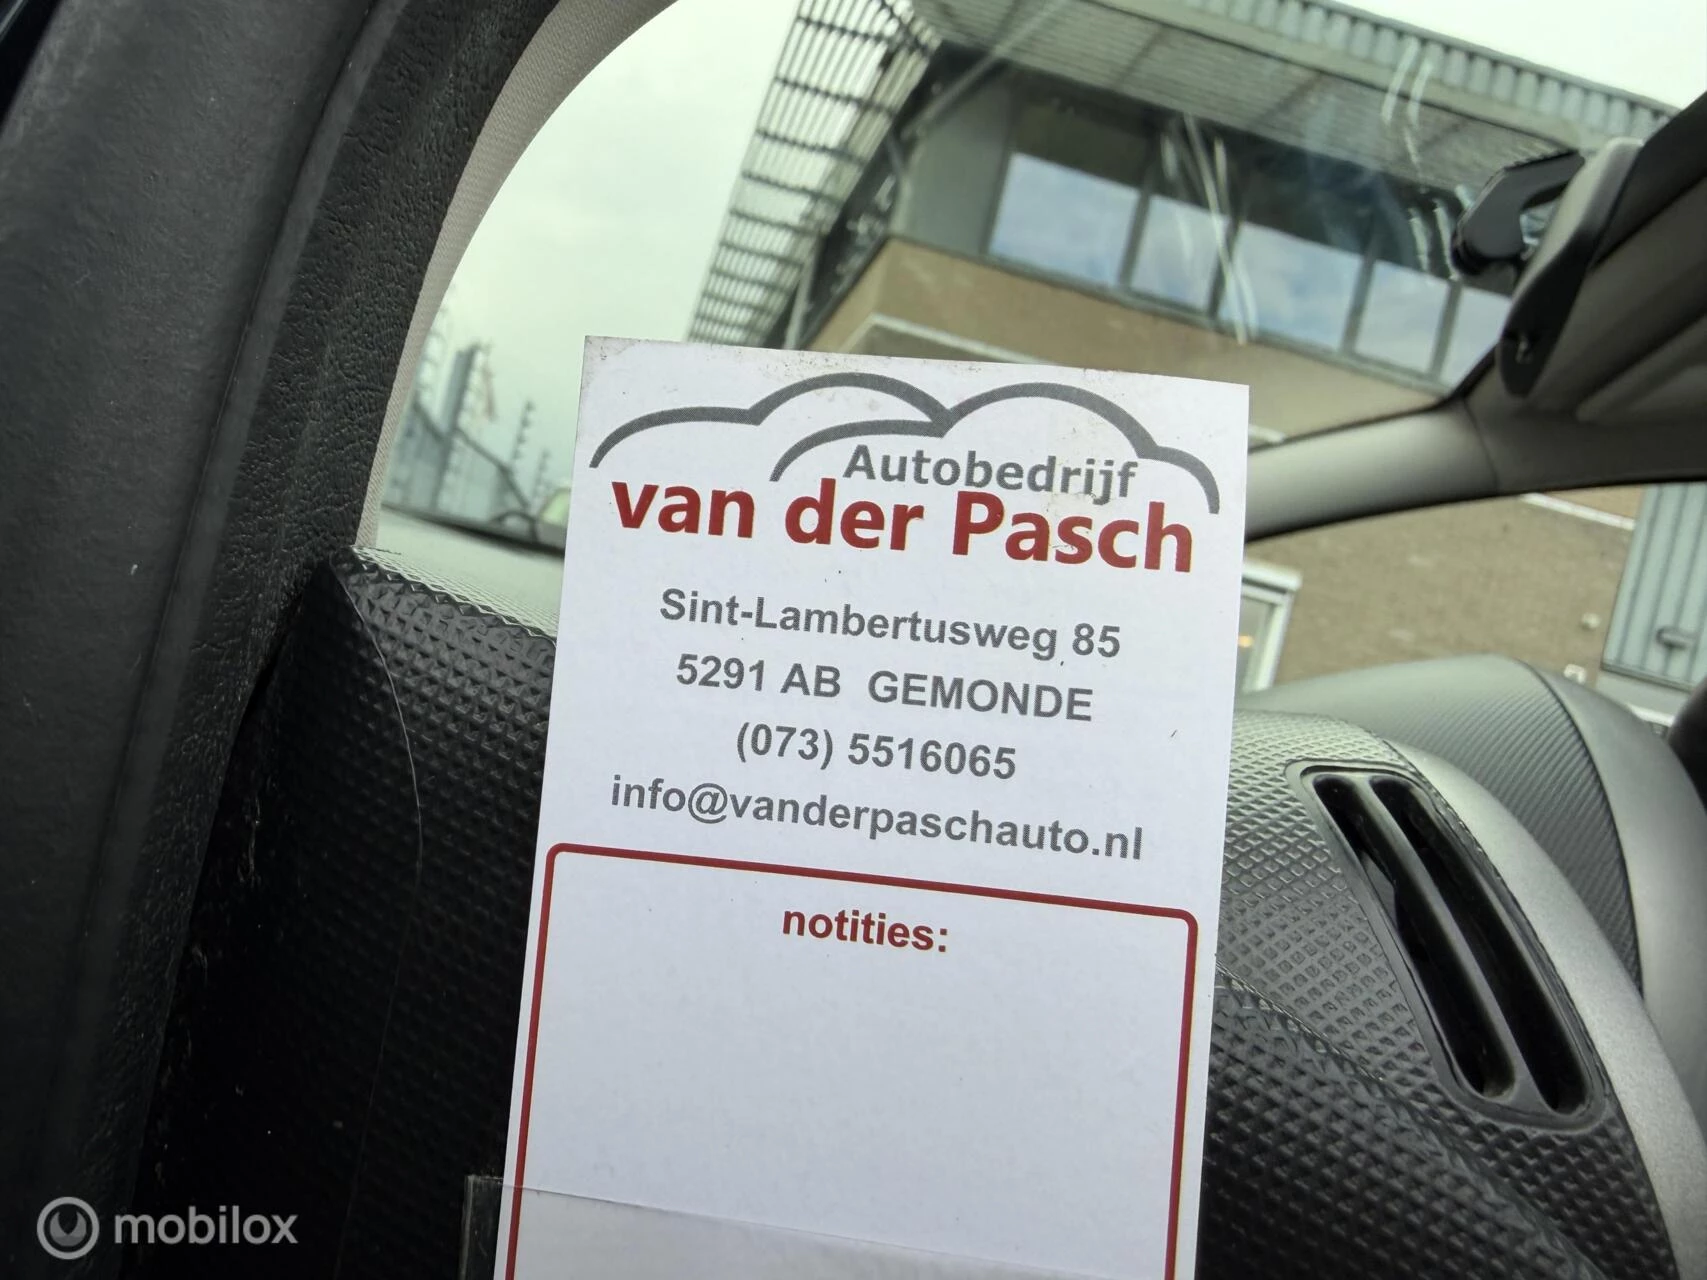 Autobedrijf
van der Pasch
Sint-Lambertusweg 85
5291 AB GEMONDE
(073) 5516065
info@vanderpaschauto.nl
notities:
mobilox